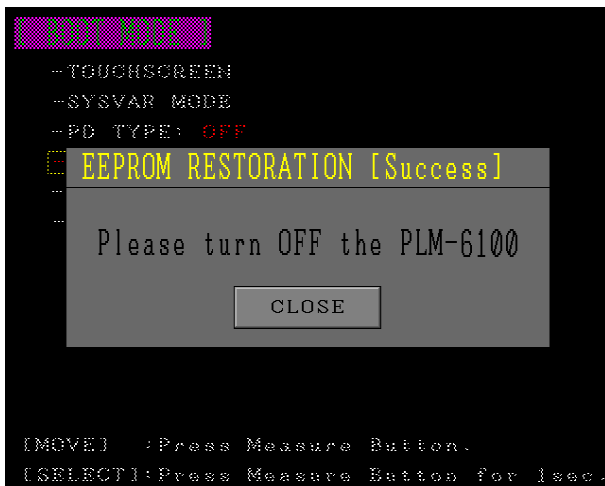 [ BOOT MODE ]
-TOUCHSCREEN
-SYSVAR MODE
-PD TYPE: OFF
EEPROM RESTORATION [Success]
Please turn OFF the PLM-6100
CLOSE
[MOVE] :Press Measure Button.
[SELECT]:Press Measure Button for 1sec.